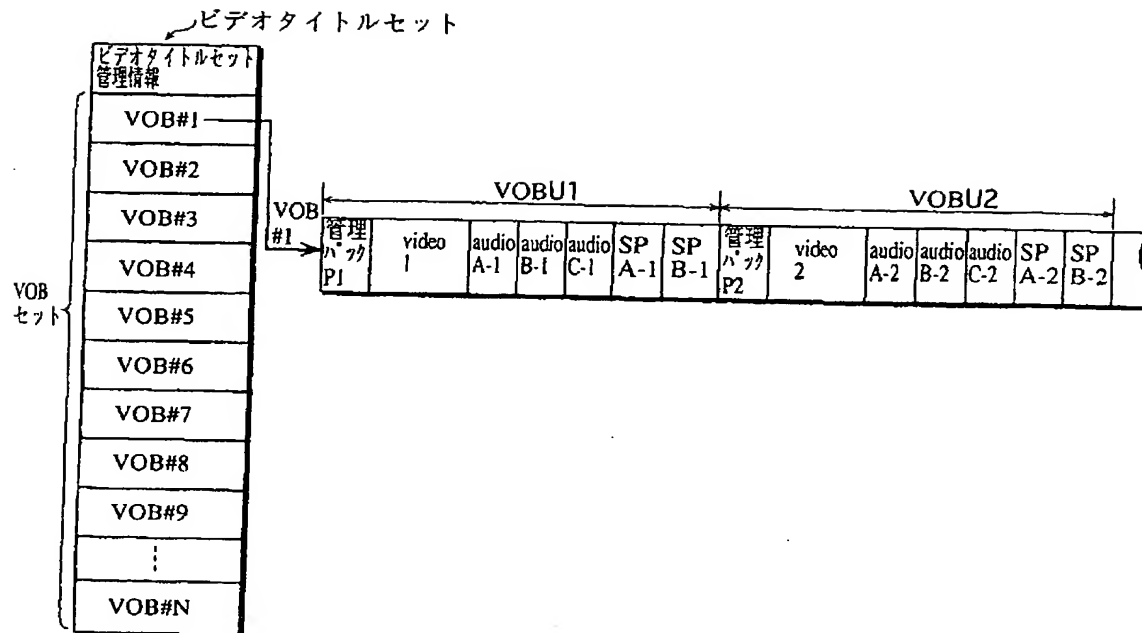 ビデオタイトルセット
ビデオタイトルセット
管理情報
VOB#1
VOB#2
VOB#3
VOB#4
VOB#5
VOB#6
VOB#7
VOB#8
VOB#9
VOB#N
VOB
セット
VOB
#1
VOBU1
VOBU2
管理
パック
P1
video
1
audio
A-1
audio
B-1
audio
C-1
SP
A-1
SP
B-1
管理
パック
P2
video
2
audio
A-2
audio
B-2
audio
C-2
SP
A-2
SP
B-2